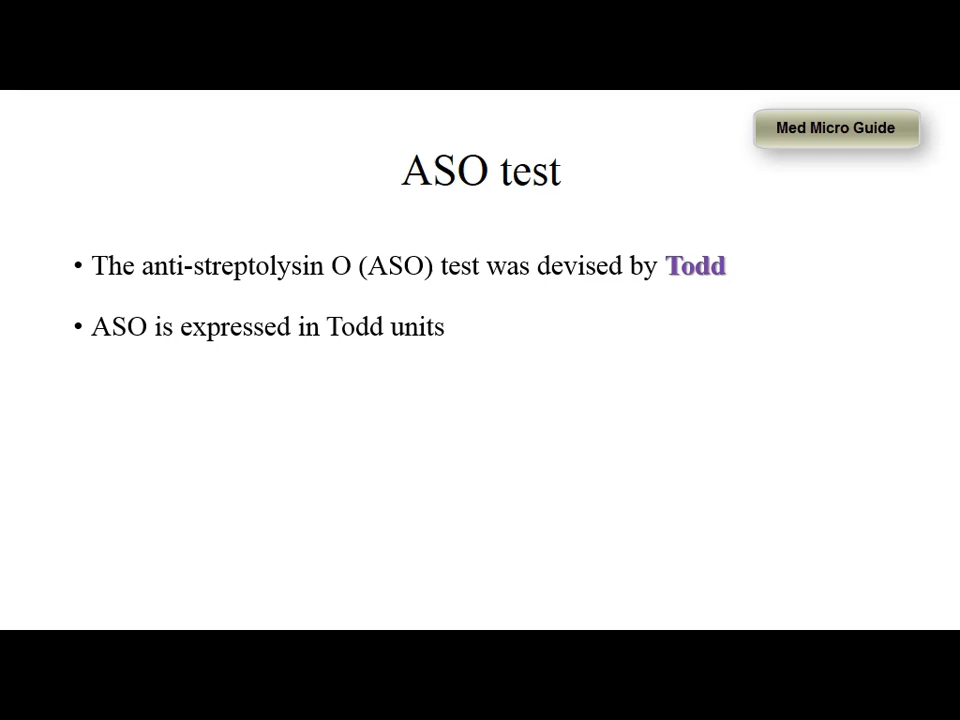 Med Micro Guide
ASO test
• The anti-streptolysin O (ASO) test was devised by Todd
• ASO is expressed in Todd units